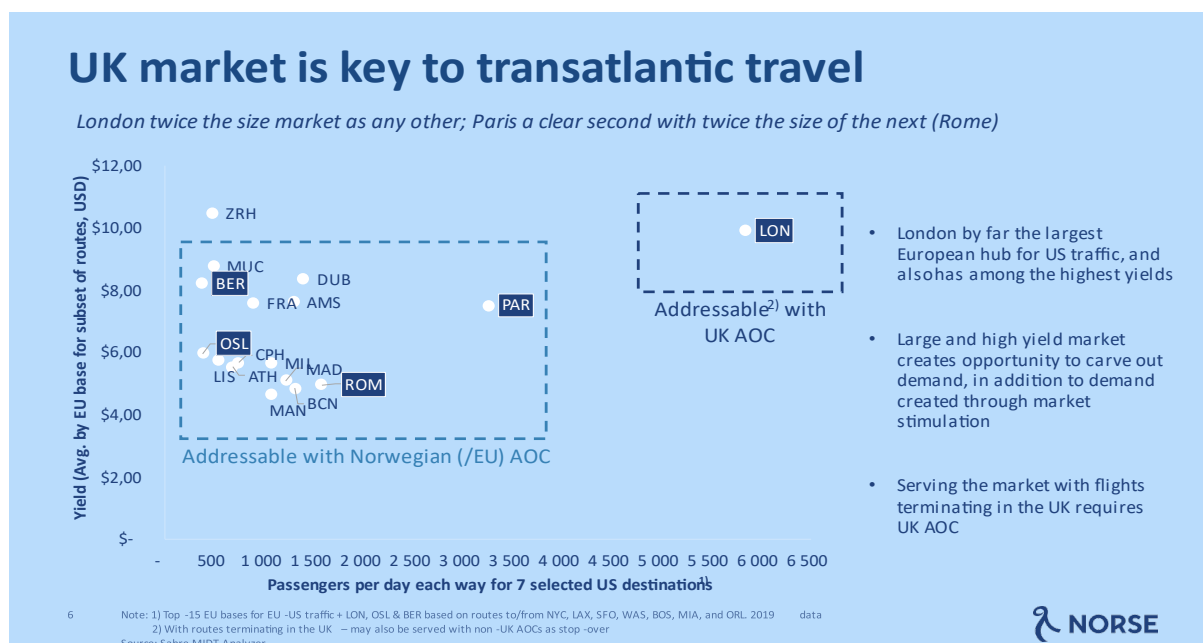 UK market is key to transatlantic travel
London twice the size market as any other; Paris a clear second with twice the size of the next (Rome)
Yield (Avg. by EU base for subset of routes, USD)
$12,00
$10,00
$8,00
$6,00
$4,00
$2,00
$-
ZRH
MUC
BER
DUB
FRA
AMS
PAR
LON
OSL
CPH
LIS
ATH
MIL
MAD
ROM
MAN
BCN
Addressable with Norwegian (/EU) AOC
Addressable2) with
UK AOC
- 500 1 000 1 500 2 000 2 500 3 000 3 500 4 000 4 500 5 000 5 500 6 000 6 500
Passengers per day each way for 7 selected US destinations1)
• London by far the largest
European hub for US traffic, and
alsohas among the highest yields
• Large and high yield market
creates opportunity to carve out
demand, in addition to demand
created through market
stimulation
• Serving the market with flights
terminating in the UK requires
UK AOC
6
Note: 1) Top -15 EU bases for EU -US traffic + LON, OSL & BER based on routes to/from NYC, LAX, SFO, WAS, BOS, MIA, and ORL. 2019 data
2) With routes terminating in the UK – may also be served with non -UK AOCs as stop -over
Source: Sabre MIDT Analyzer
NORSE